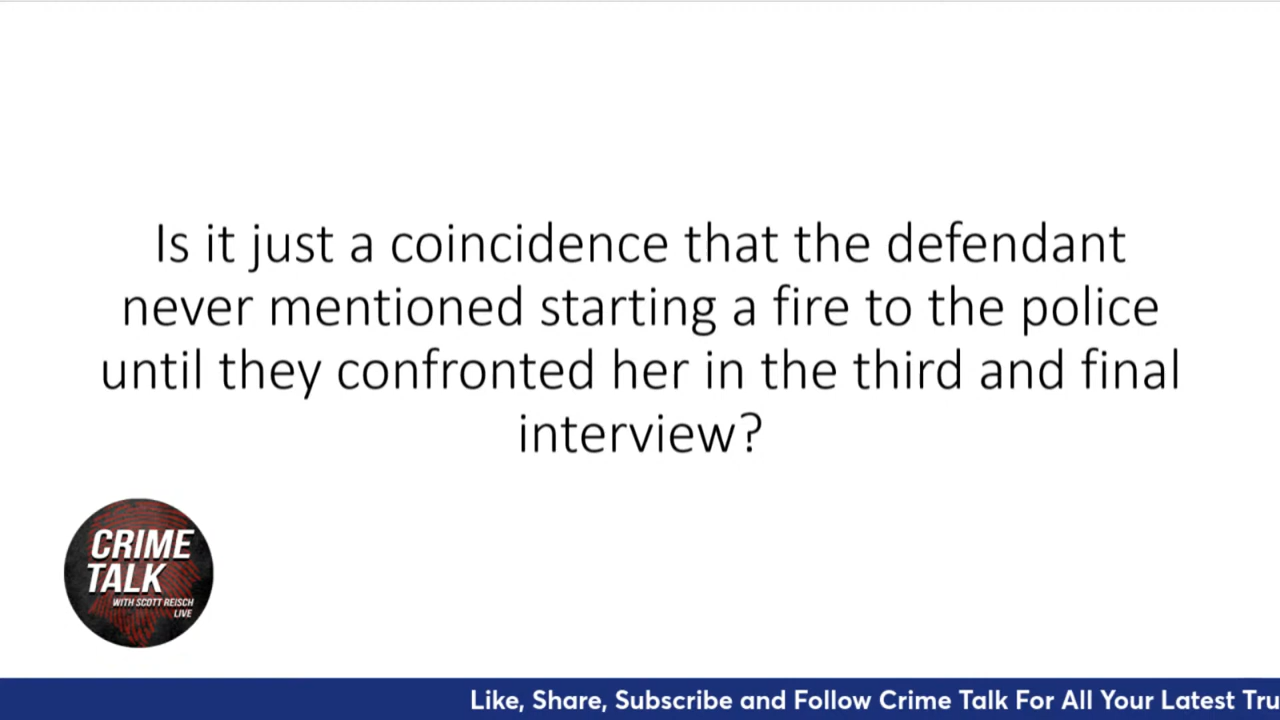 Is it just a coincidence that the defendant
never mentioned starting a fire to the police
until they confronted her in the third and final
interview?
CRIME
TALK
WITH SCOTT REISCH
LIVE
Like, Share, Subscribe and Follow Crime Talk For All Your Latest Tru